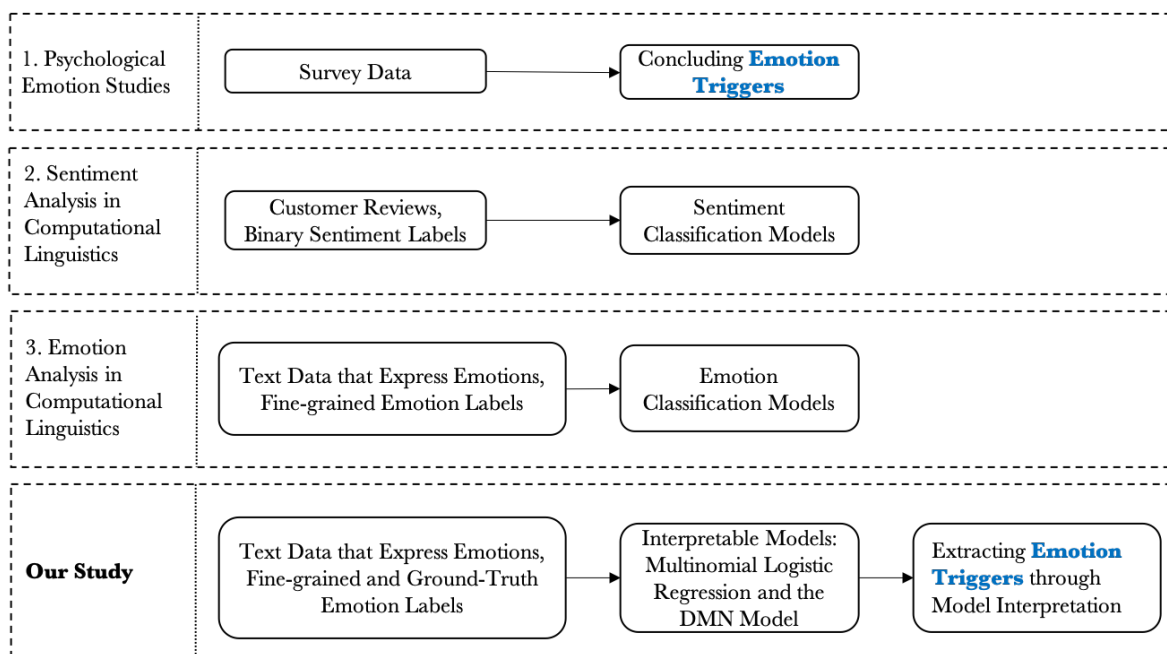 1. Psychological
Emotion Studies
Survey Data
Concluding Emotion
Triggers
2. Sentiment
Analysis in
Computational
Linguistics
Customer Reviews,
Binary Sentiment Labels
Sentiment
Classification Models
3. Emotion
Analysis in
Computational
Linguistics
Text Data that Express Emotions,
Fine-grained Emotion Labels
Emotion
Classification Models
Our Study
Text Data that Express Emotions,
Fine-grained and Ground-Truth
Emotion Labels
Interpretable Models:
Multinomial Logistic
Regression and the
DMN Model
Extracting Emotion
Triggers through
Model Interpretation